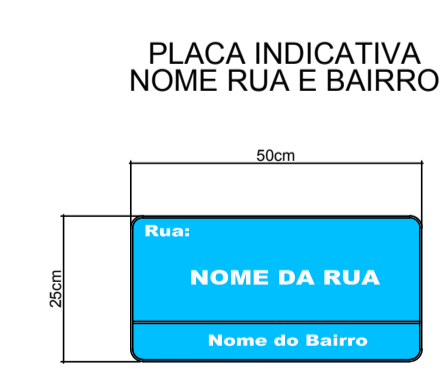 PLACA INDICATIVA
NOME RUA E BAIRRO
50cm
25cm
Rua:
NOME DA RUA
Nome do Bairro